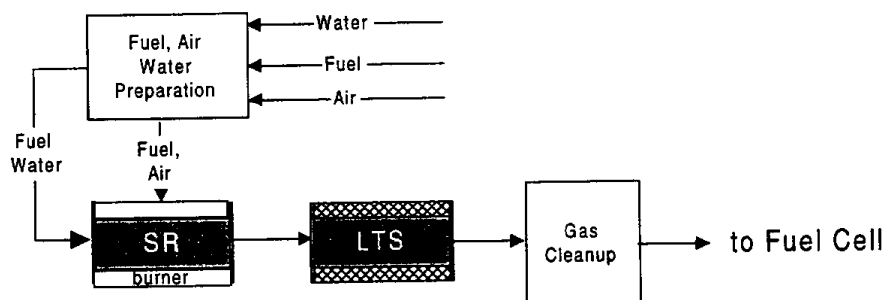 Water
Fuel, Air
Water
Preparation
Fuel
Air
Fuel
Water
Fuel,
Air
SR
burner
LTS
Gas
Cleanup
to Fuel Cell